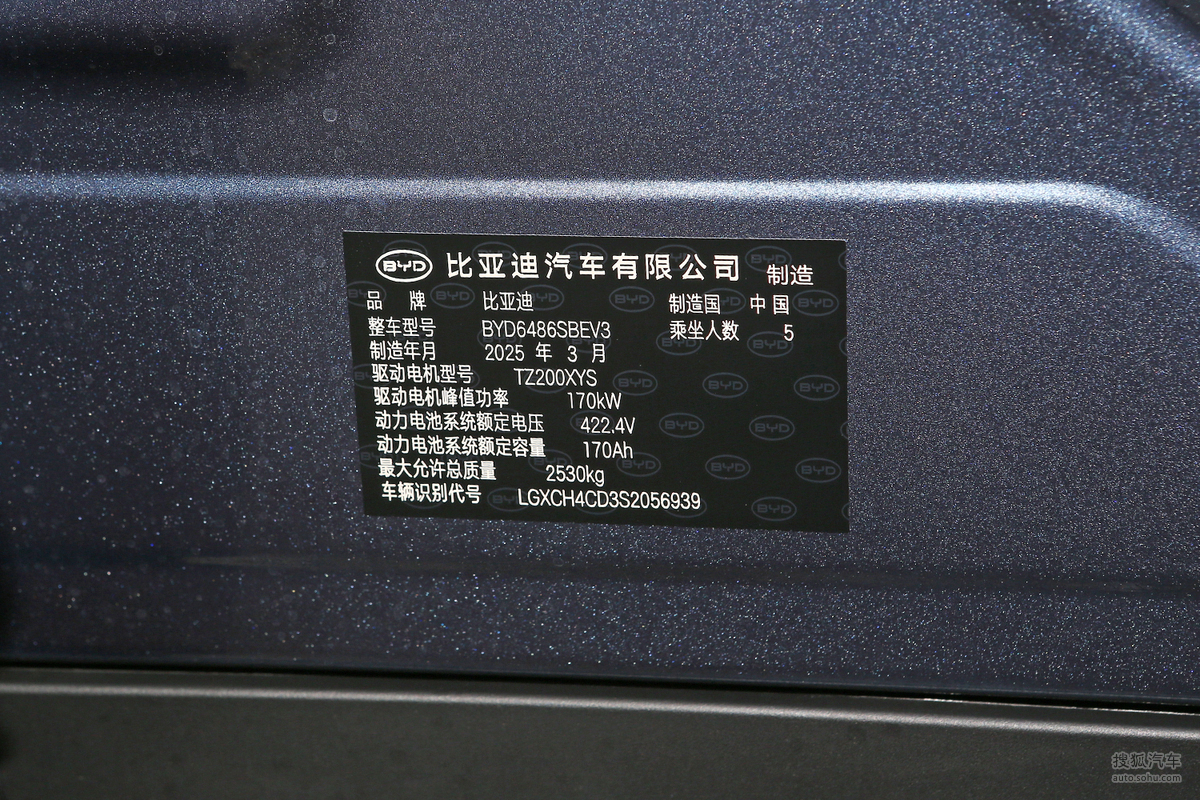 BYD 比亚迪汽车有限公司 制造
品 牌 比亚迪 制造国 中国
整车型号 BYD6486SBEV3 乘坐人数 5
制造年月 2025 年 3 月
驱动电机型号 TZ200XYS
驱动电机峰值功率 170kW
动力电池系统额定电压 422.4V
动力电池系统额定容量 170Ah
最大允许总质量 2530kg
车辆识别代号 LGXCH4CD3S2056939
搜狐汽车
auto.sohu.com